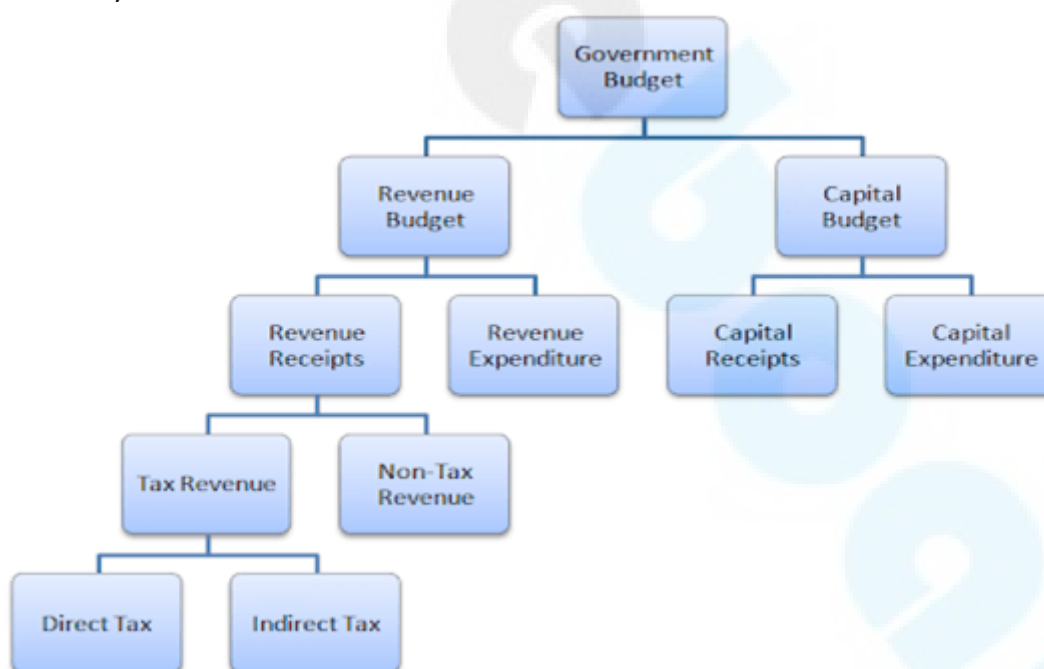 Government
Budget
Revenue
Budget
Capital
Budget
Revenue
Receipts
Revenue
Expenditure
Capital
Receipts
Capital
Expenditure
Tax Revenue
Non-Tax
Revenue
Direct Tax
Indirect Tax